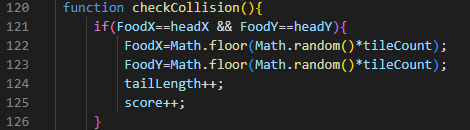 120 function checkCollision(){
121 if(FoodX==headX && FoodY==headY){
122 FoodX=Math.floor(Math.random()*tileCount);
123 FoodY=Math.floor(Math.random()*tileCount);
124 tailLength++;
125 score++;
126 }